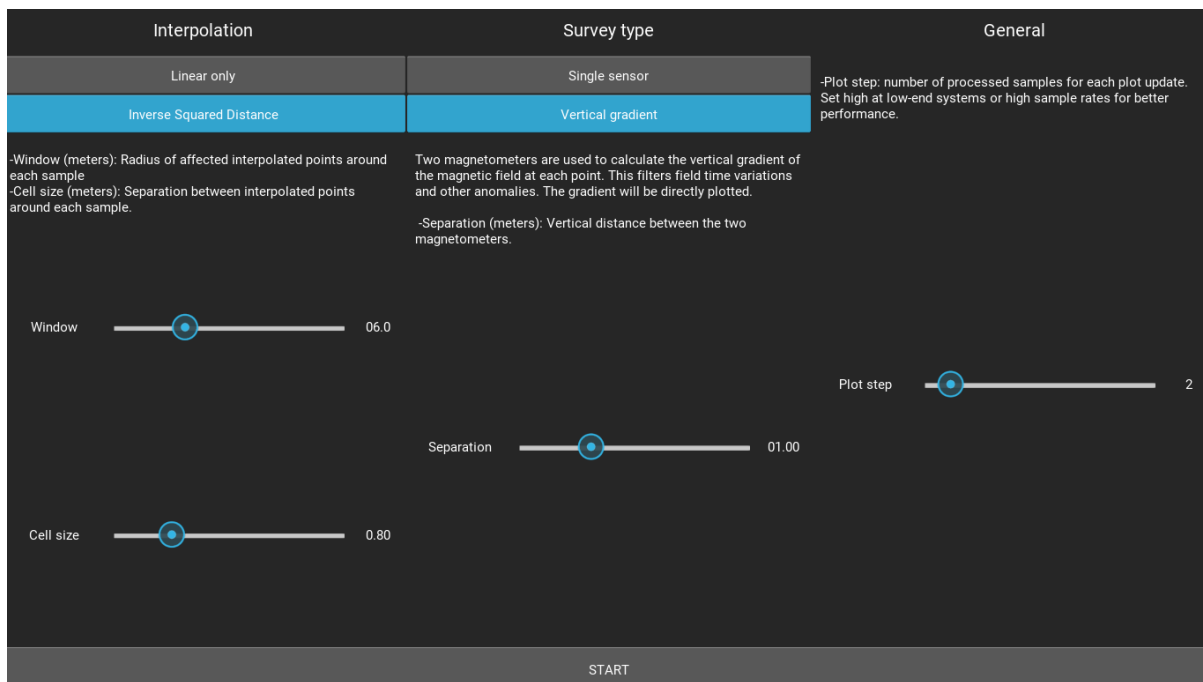 Interpolation
Linear only
Inverse Squared Distance
-Window (meters): Radius of affected interpolated points around
each sample
-Cell size (meters): Separation between interpolated points
around each sample.
Window
06.0
Cell size
0.80
Survey type
Single sensor
Vertical gradient
Two magnetometers are used to calculate the vertical gradient of
the magnetic field at each point. This filters field time variations
and other anomalies. The gradient will be directly plotted.
-Separation (meters): Vertical distance between the two
magnetometers.
Separation
01.00
General
-Plot step: number of processed samples for each plot update.
Set high at low-end systems or high sample rates for better
performance.
Plot step
2
START